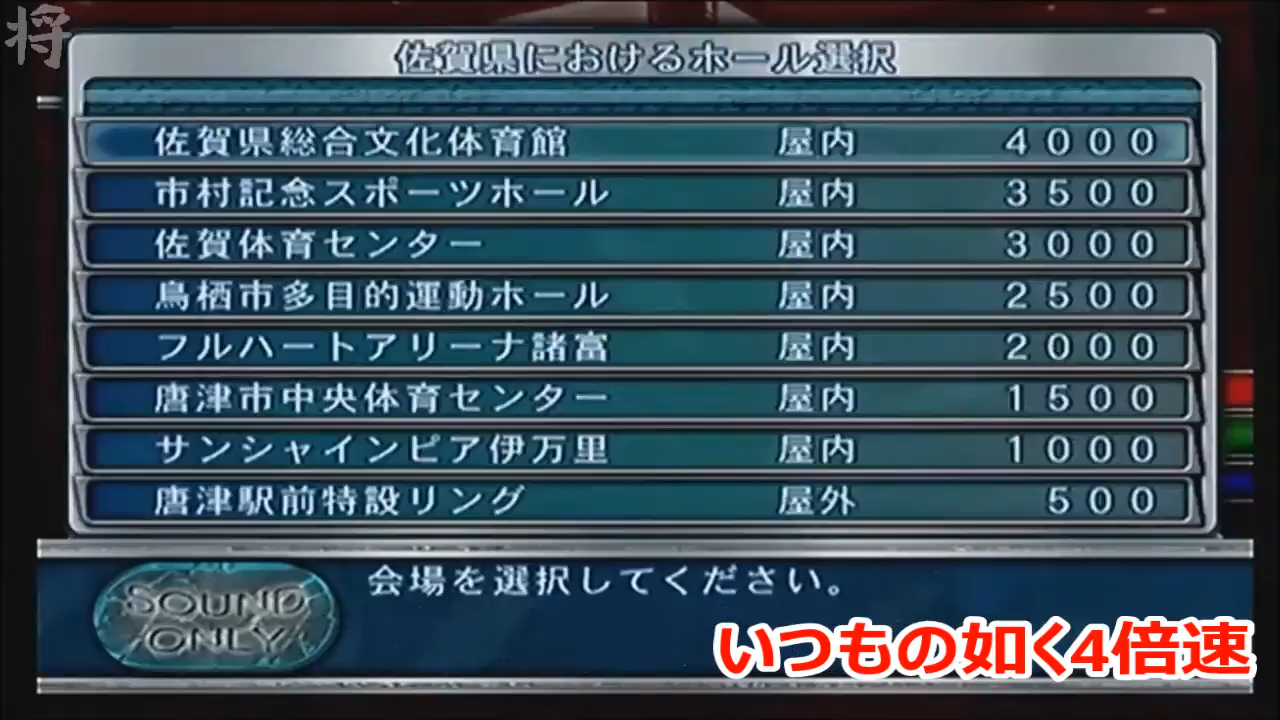 将
佐賀県におけるホール選択
佐賀県総合文化体育館 屋内 4000
市村記念スポーツホール 屋内 3500
佐賀体育センター 屋内 3000
鳥栖市多目的運動ホール 屋内 2500
フルハートアリーナ諸富 屋内 2000
唐津市中央体育センター 屋内 1500
サンシャインピア伊万里 屋内 1000
唐津駅前特設リング 屋外 500
会場を選択してください。
SOUND
ONLY
いつもの如く4倍速